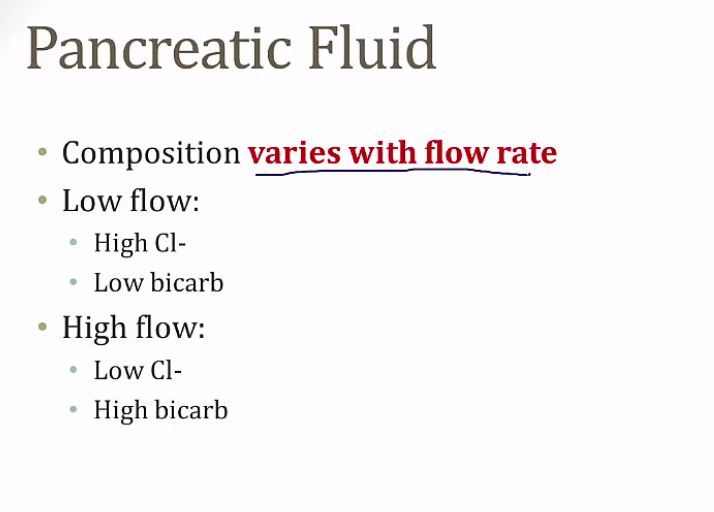 Pancreatic Fluid
• Composition varies with flow rate
• Low flow:
• High Cl-
• Low bicarb
• High flow:
• Low Cl-
• High bicarb